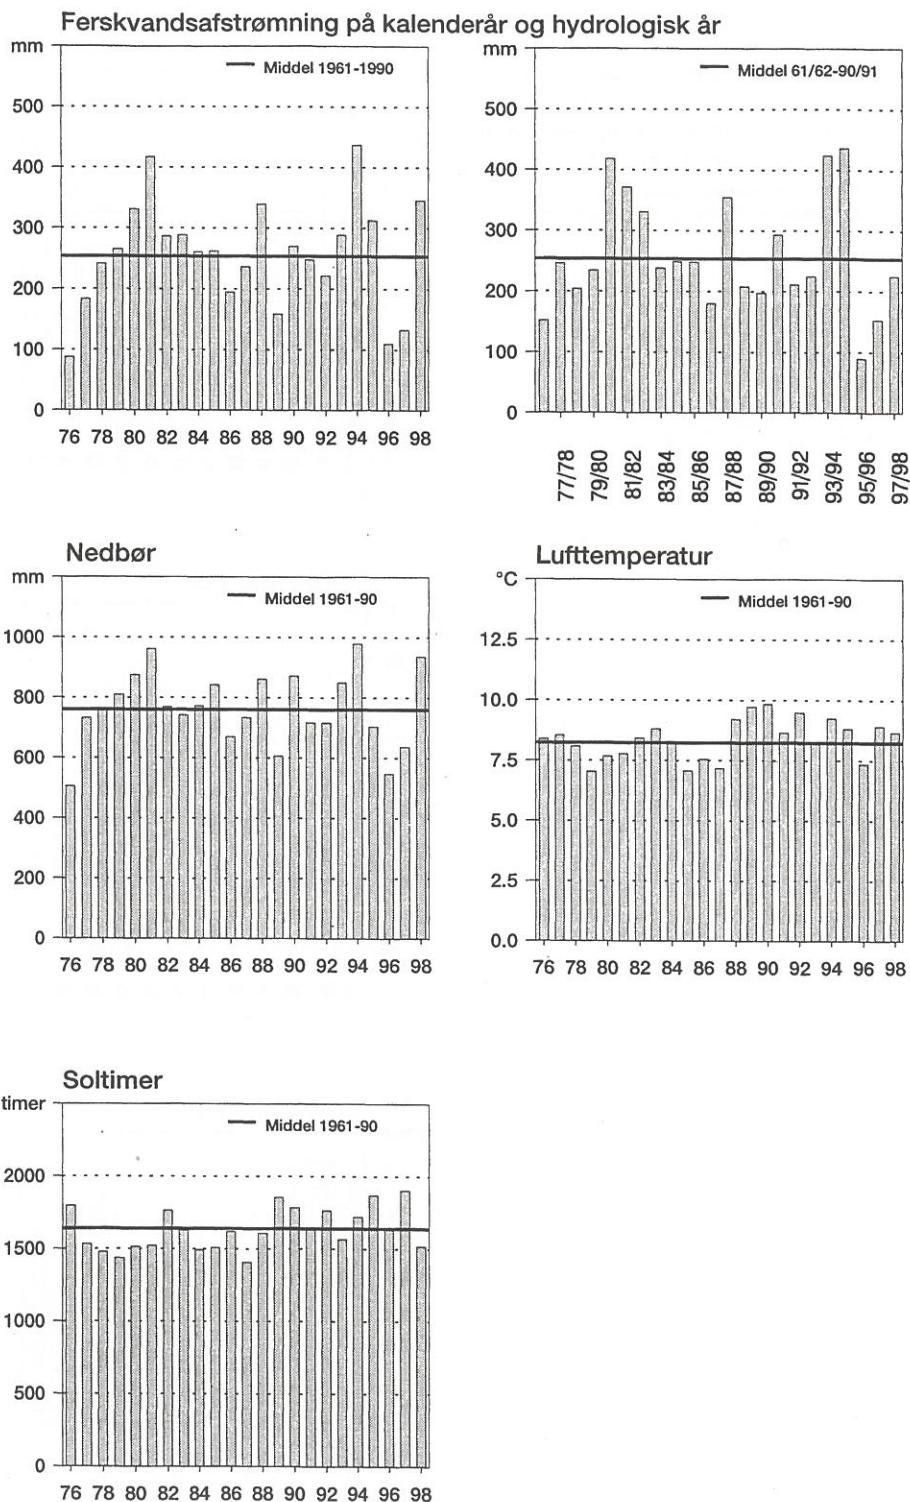 Ferskvandsafstrømning på kalenderår og hydrologisk år
mm
Middel 1961-1990
500
400
300
200
100
0
76 78 80 82 84 86 88 90 92 94 96 98
mm
Middel 61/62-90/91
500
400
300
200
100
0
77/78 79/80 81/82 83/84 85/86 87/88 89/90 91/92 93/94 95/96 97/98
Nedbør
mm
Middel 1961-90
1000
800
600
400
200
0
76 78 80 82 84 86 88 90 92 94 96 98
Lufttemperatur
°C
Middel 1961-90
12.5
10.0
7.5
5.0
2.5
0.0
76 78 80 82 84 86 88 90 92 94 96 98
Soltimer
timer
Middel 1961-90
2000
1500
1000
500
0
76 78 80 82 84 86 88 90 92 94 96 98